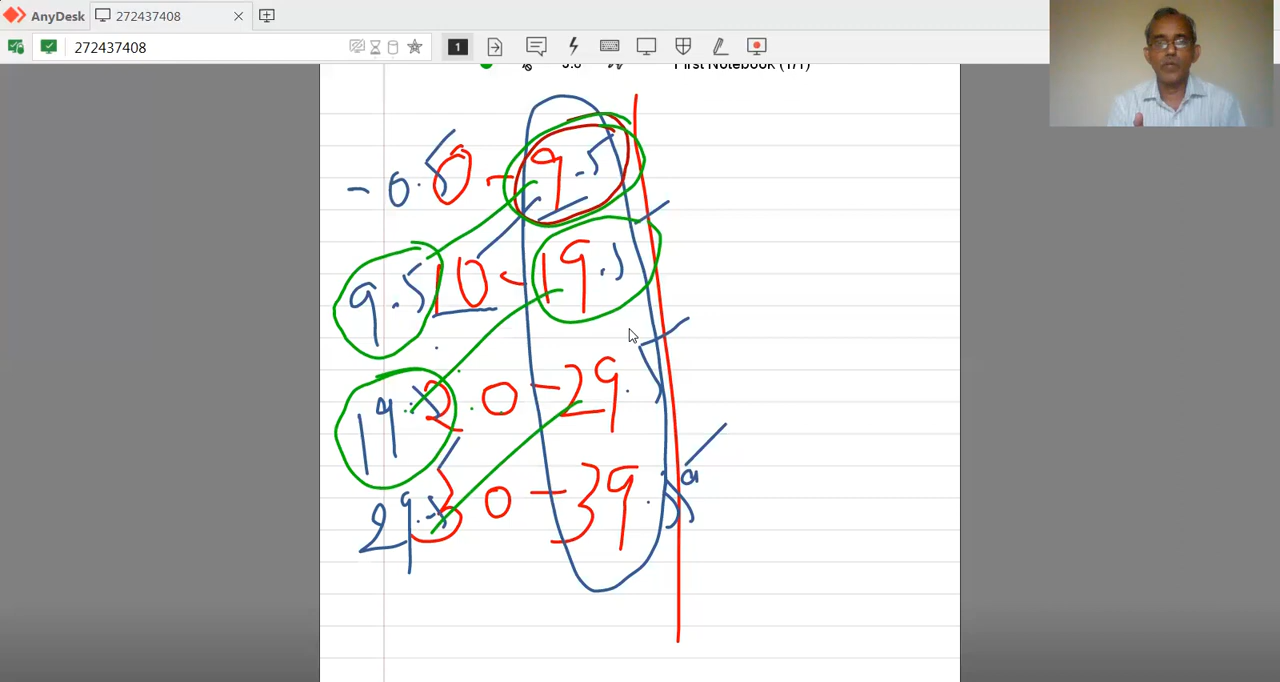 AnyDesk 272437408
272437408 1
First Notebook (1/1)
-0.5 0 - 9.5
9.5 10 - 19.5
19.5 20 - 29.5
29.5 30 - 39.5